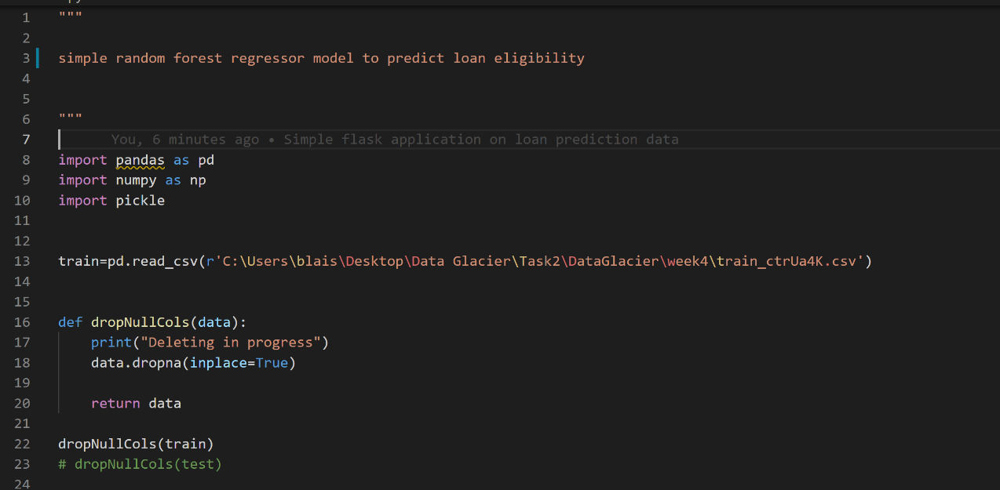 1 """
2
3 simple random forest regressor model to predict loan eligibility
4
5
6 """
7 You, 6 minutes ago • Simple flask application on loan prediction data
8 import pandas as pd
9 import numpy as np
10 import pickle
11
12
13 train=pd.read_csv(r'C:\Users\blais\Desktop\Data Glacier\Task2\DataGlacier\week4\train_ctrUa4K.csv')
14
15
16 def dropNullCols(data):
17     print("Deleting in progress")
18     data.dropna(inplace=True)
19
20     return data
21
22 dropNullCols(train)
23 # dropNullCols(test)
24